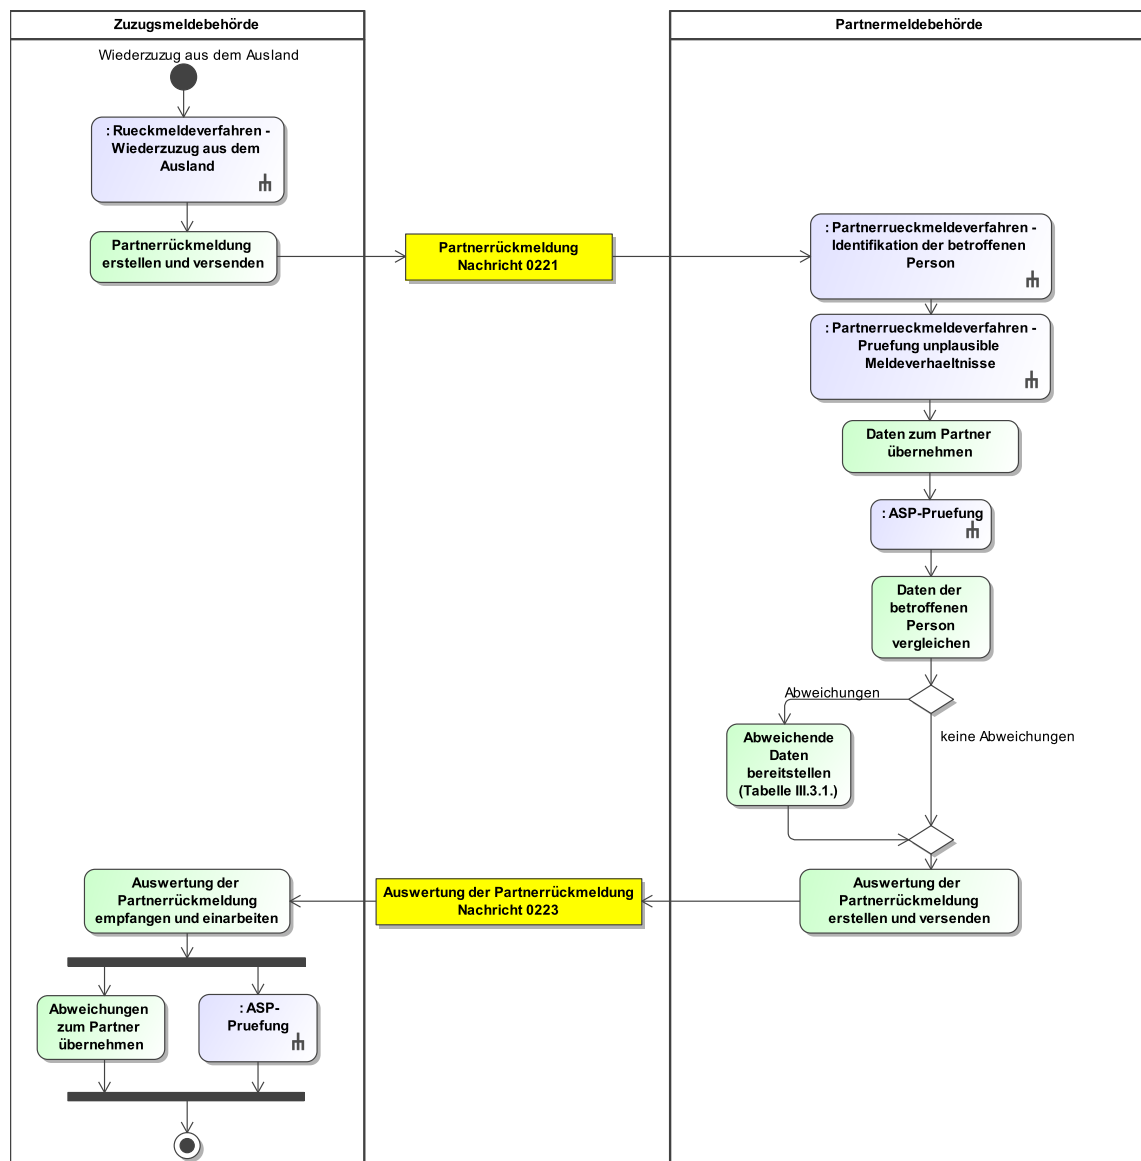 Zuzugsmeldebehörde
Partnermeldebehörde
Wiederzuzug aus dem Ausland
: Rueckmeldeverfahren -
Wiederzuzug aus dem
Ausland
Partnerrückmeldung
erstellen und versenden
Partnerrückmeldung
Nachricht 0221
: Partnerrueckmeldeverfahren -
Identifikation der betroffenen
Person
: Partnerrueckmeldeverfahren -
Pruefung unplausible
Meldeverhaeltnisse
Daten zum Partner
übernehmen
: ASP-Pruefung
Daten der
betroffenen
Person
vergleichen
Abweichungen
keine Abweichungen
Abweichende
Daten
bereitstellen
(Tabelle III.3.1.)
Auswertung der
Partnerrückmeldung
erstellen und versenden
Auswertung der Partnerrückmeldung
Nachricht 0223
Auswertung der
Partnerrückmeldung
empfangen und einarbeiten
Abweichungen
zum Partner
übernehmen
: ASP-
Pruefung